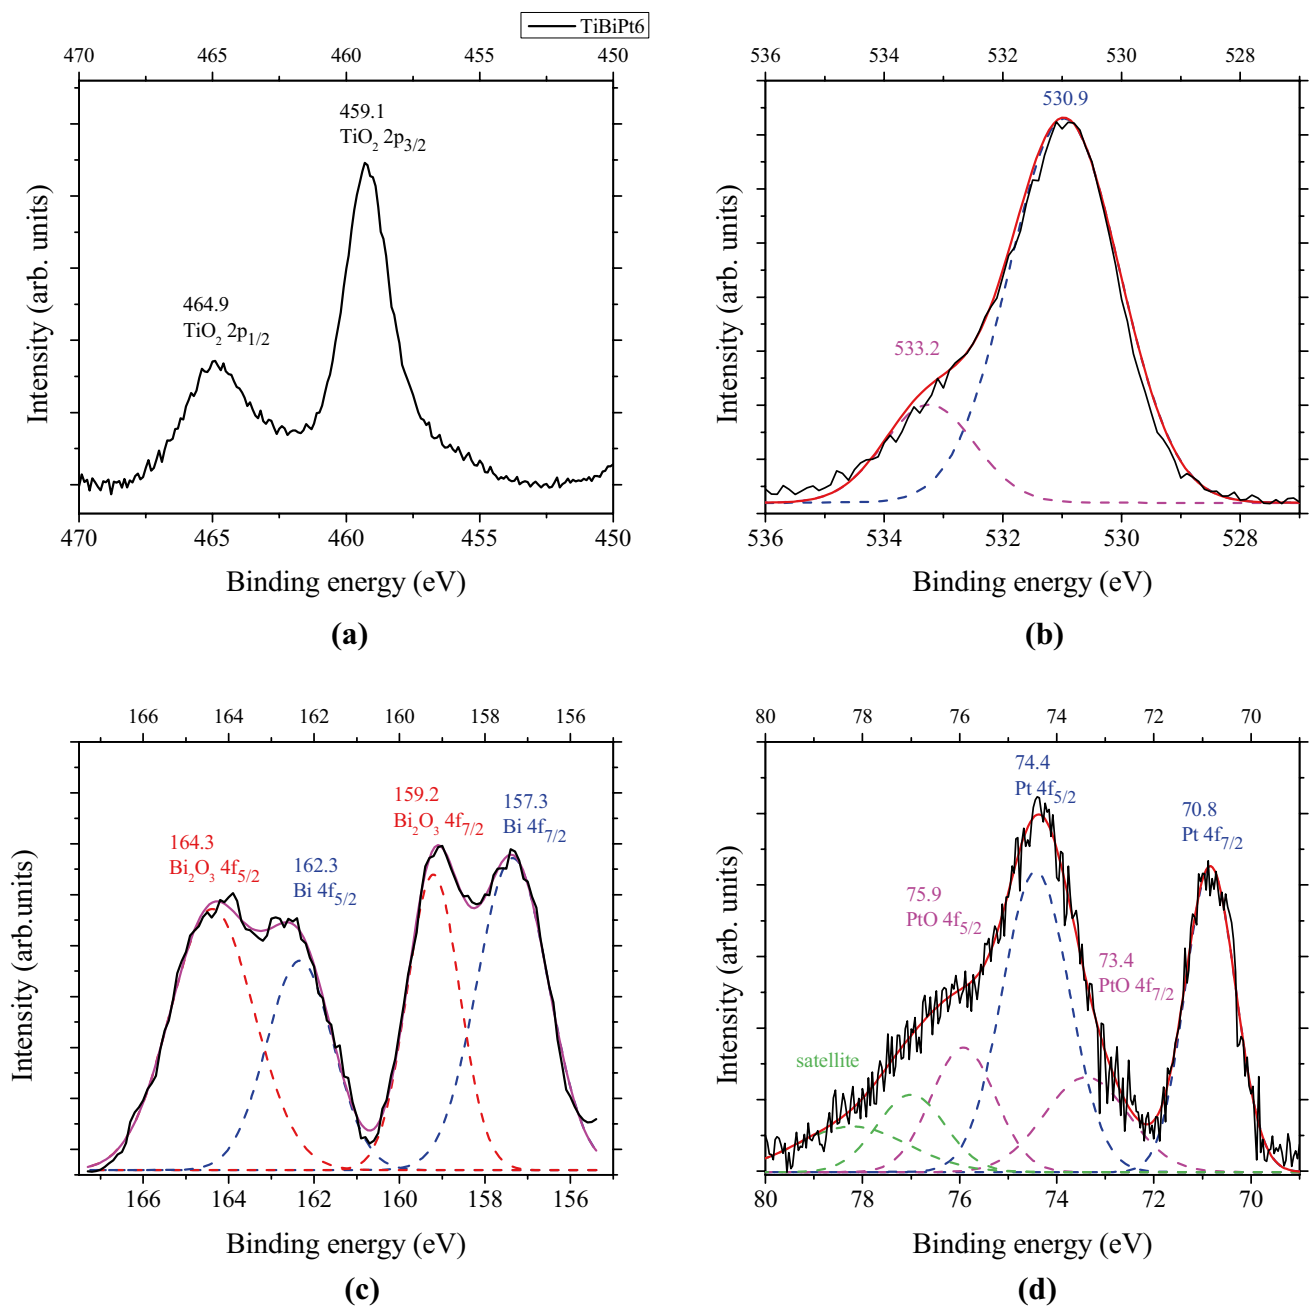 TiBiPt6
470 465 460 455 450
459.1
TiO2 2p3/2
464.9
TiO2 2p1/2
Intensity (arb. units)
470 465 460 455 450
Binding energy (eV)
(a)
536 534 532 530 528
530.9
533.2
Intensity (arb. units)
536 534 532 530 528
Binding energy (eV)
(b)
166 164 162 160 158 156
159.2
Bi2O3 4f7/2
157.3
Bi 4f7/2
164.3
Bi2O3 4f5/2
162.3
Bi 4f5/2
Intensity (arb.units)
166 164 162 160 158 156
Binding energy (eV)
(c)
80 78 76 74 72 70
74.4
Pt 4f5/2
70.8
Pt 4f7/2
75.9
PtO 4f5/2
73.4
PtO 4f7/2
satellite
Intensity (arb. units)
80 78 76 74 72 70
Binding energy (eV)
(d)